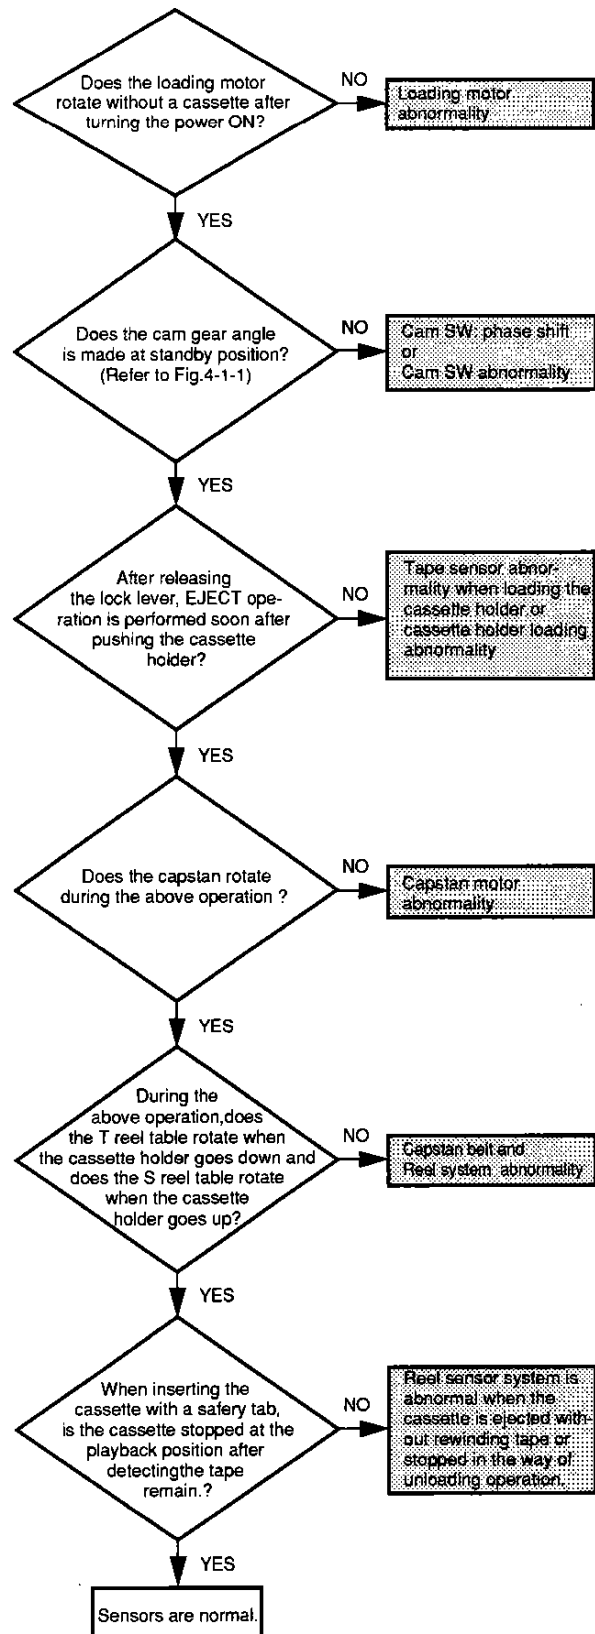 Does the loading motor
rotate without a cassette after
turning the power ON?
NO
Loading motor
abnormality
YES
Does the cam gear angle
is made at standby position?
(Refer to Fig.4-1-1)
NO
Cam SW: phase shift
or
Cam SW abnormality
YES
After releasing
the lock lever, EJECT ope-
ration is performed soon after
pushing the cassette
holder?
NO
Tape sensor abnor-
mality when loading the
cassette holder or
cassette holder loading
abnormality
YES
Does the capstan rotate
during the above operation ?
NO
Capstan motor
abnormality
YES
During the
above operation,does
the T reel table rotate when
the cassette holder goes down and
does the S reel table rotate
when the cassette
holder goes up?
NO
Capstan belt and
Reel system abnormality
YES
When inserting the
cassette with a safery tab,
is the cassette stopped at the
playback position after
detectingthe tape
remain.?
NO
Reel sensor system is
abnormal when the
cassette is ejected with-
out rewinding tape or
stopped in the way of
unloading operation.
YES
Sensors are normal.